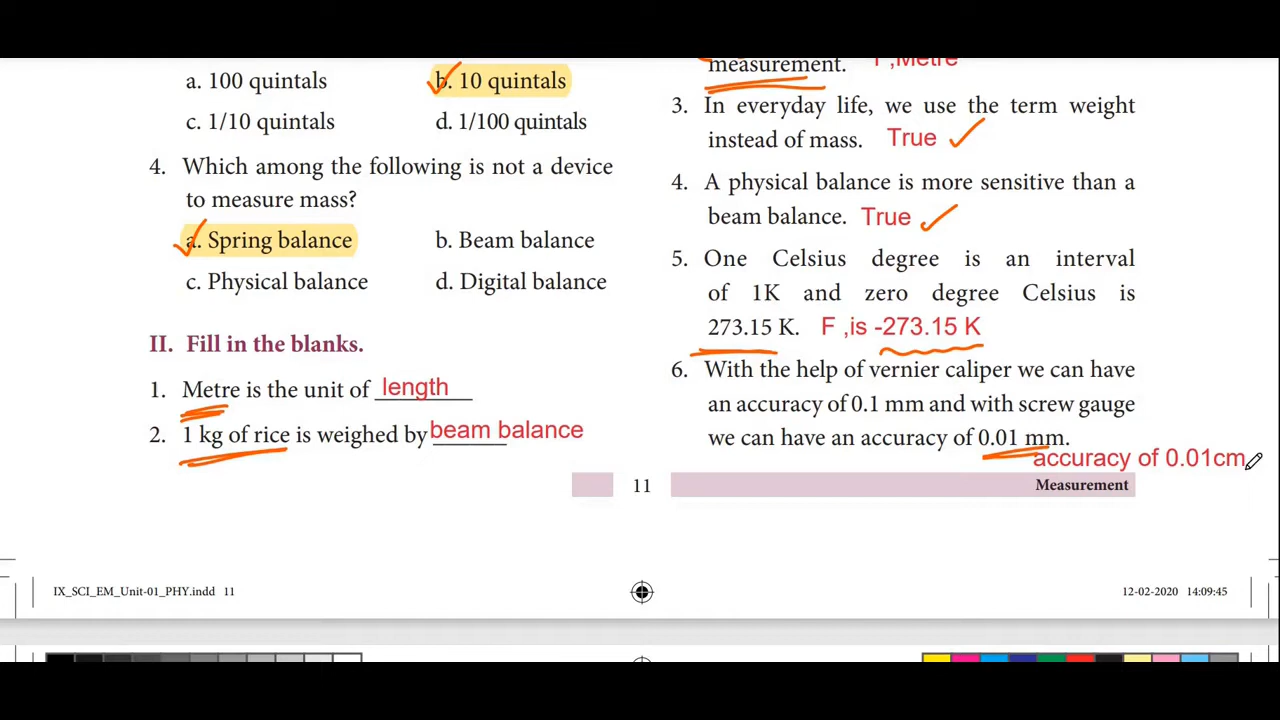 a. 100 quintals
b. 10 quintals
c. 1/10 quintals
d. 1/100 quintals
4. Which among the following is not a device
to measure mass?
a. Spring balance
b. Beam balance
c. Physical balance
d. Digital balance
II. Fill in the blanks.
1. Metre is the unit of length
2. 1 kg of rice is weighed by beam balance
measurement. F ,Metre
3. In everyday life, we use the term weight
instead of mass. True
4. A physical balance is more sensitive than a
beam balance. True
5. One Celsius degree is an interval
of 1K and zero degree Celsius is
273.15 K. F ,is -273.15 K
6. With the help of vernier caliper we can have
an accuracy of 0.1 mm and with screw gauge
we can have an accuracy of 0.01 mm.
accuracy of 0.01cm
11
Measurement
IX_SCI_EM_Unit-01_PHY.indd 11
12-02-2020 14:09:45